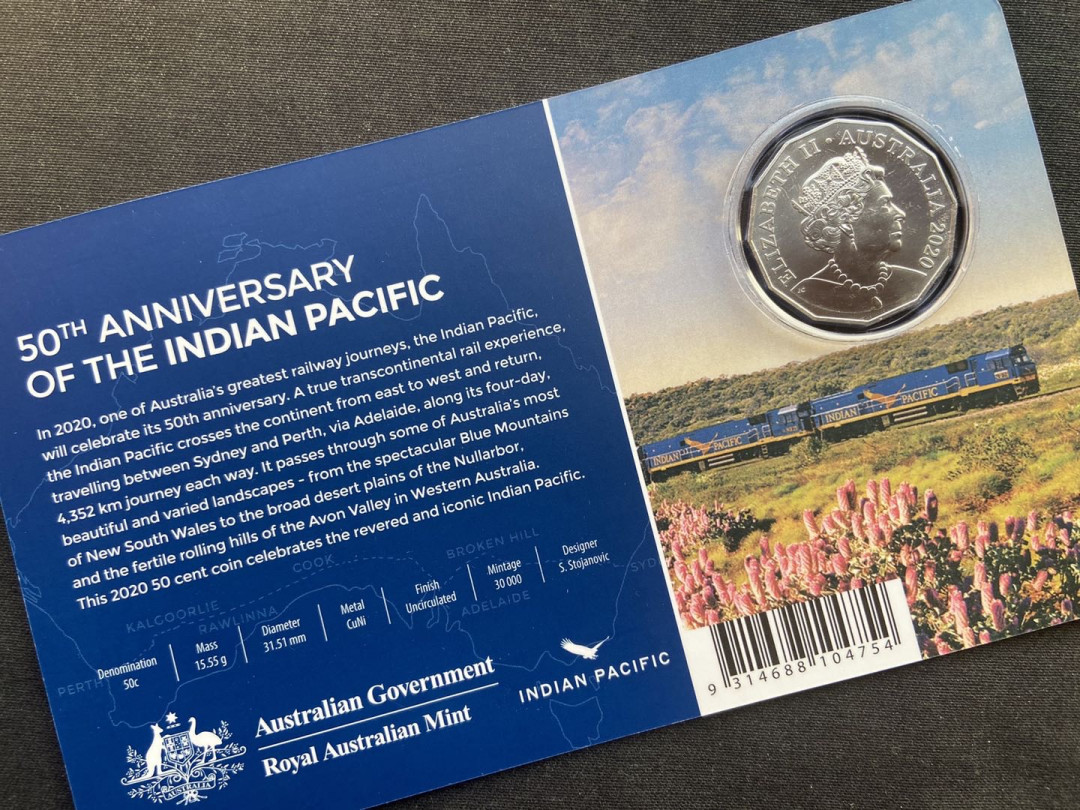 50TH ANNIVERSARY
OF THE INDIAN PACIFIC
In 2020, one of Australia's greatest railway journeys, the Indian Pacific,
will celebrate its 50th anniversary. A true transcontinental rail experience,
the Indian Pacific crosses the continent from east to west and return,
travelling between Sydney and Perth, via Adelaide, along its four-day,
4,352 km journey each way. It passes through some of Australia's most
beautiful and varied landscapes - from the spectacular Blue Mountains
of New South Wales to the broad desert plains of the Nullarbor,
and the fertile rolling hills of the Avon Valley in Western Australia.
This 2020 50 cent coin celebrates the revered and iconic Indian Pacific.
PERTH
KALGOORLIE
RAWLINNA
COOK
BROKEN HILL
ADELAIDE
SYD
Denomination
50c
Mass
15.55 g
Diameter
31.51 mm
Metal
CuNi
Finish
Uncirculated
Mintage
30 000
Designer
S. Stojanovic
AUSTRALIA
Australian Government
Royal Australian Mint
INDIAN PACIFIC
ELIZABETH II • AUSTRALIA 2020
JC
INDIAN PACIFIC
INDIAN PACIFIC
9 314688 104754